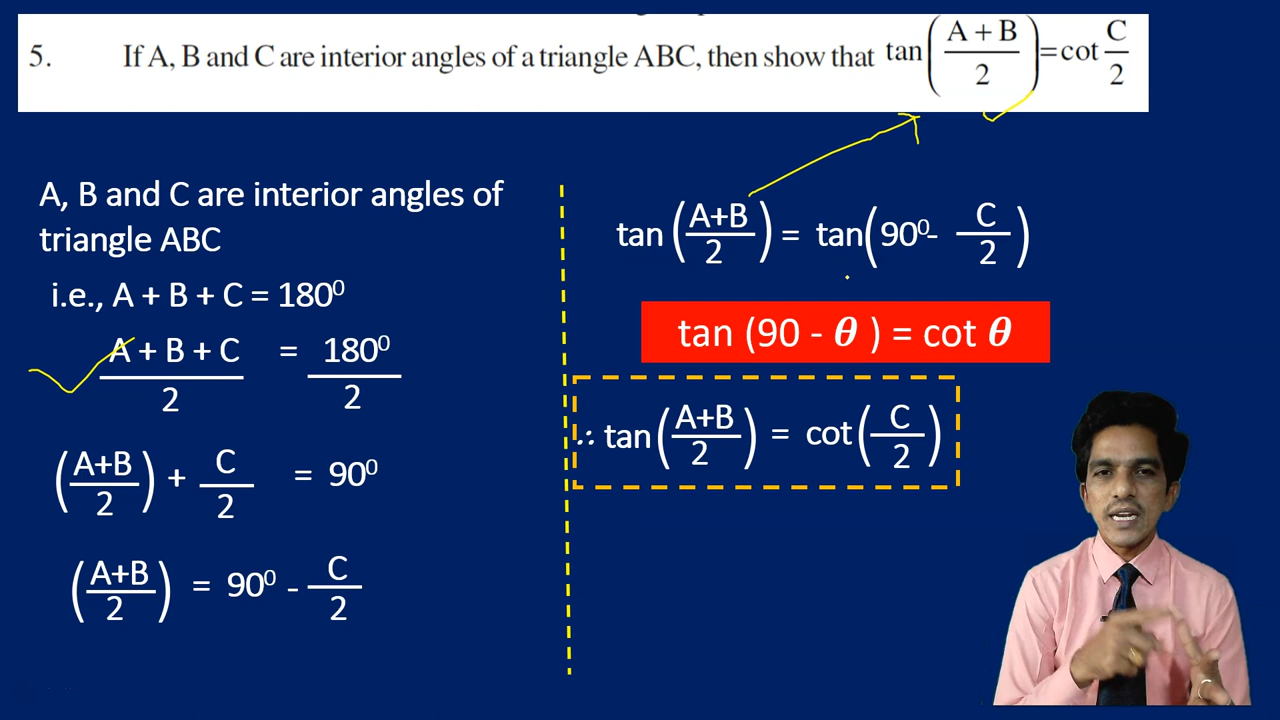 5. If A, B and C are interior angles of a triangle ABC, then show that tan((A + B)/2) = cot C/2
A, B and C are interior angles of
triangle ABC
i.e., A + B + C = 180⁰
(A + B + C)/2 = 180⁰/2
((A+B)/2) + C/2 = 90⁰
((A+B)/2) = 90⁰ - C/2
tan((A+B)/2) = tan(90⁰- C/2)
tan (90 - θ ) = cot θ
∴ tan((A+B)/2) = cot(C/2)